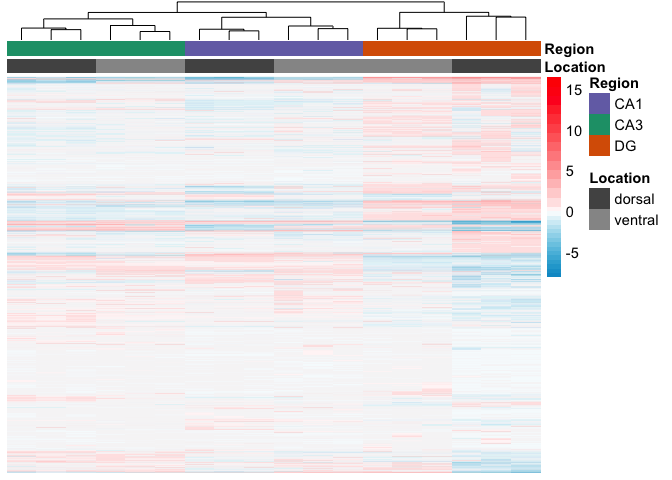 Region
Location
15
10
5
0
-5
Region
CA1
CA3
DG
Location
dorsal
ventral